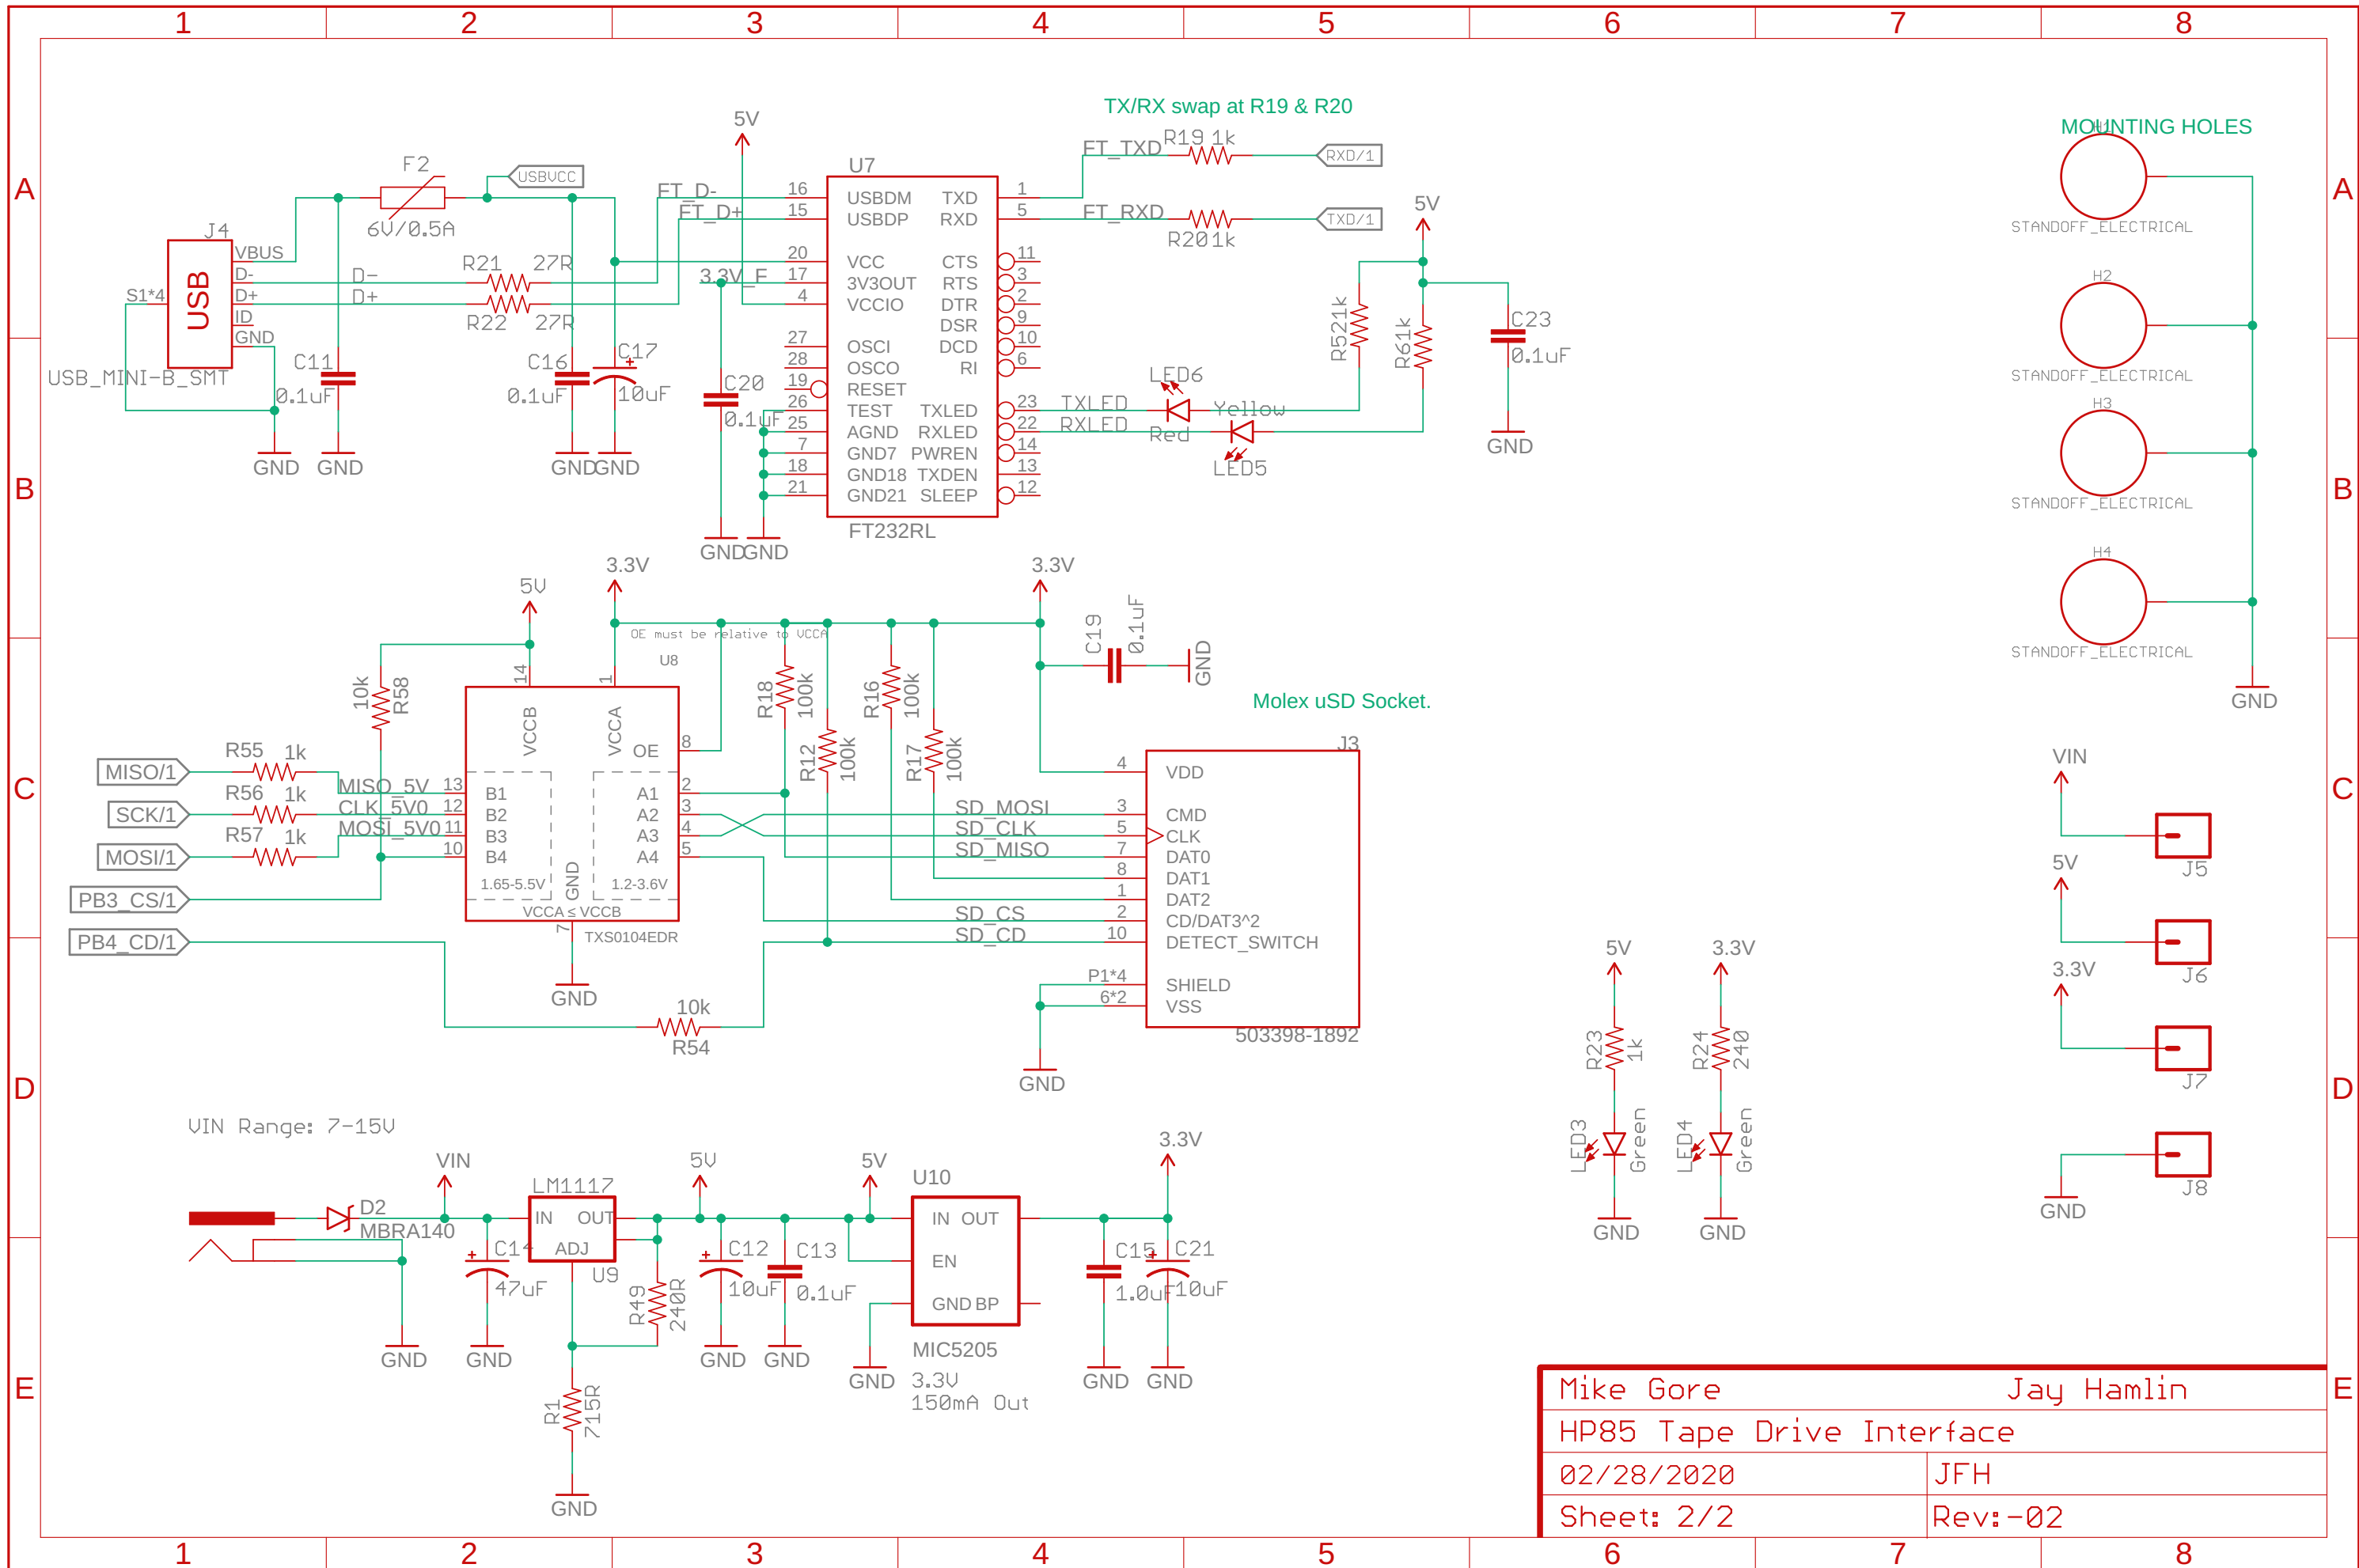 1 2 3 4 5 6 7 8
A
B
C
D
E
A
B
C
D
E
1 2 3 4 5 6 7 8
TX/RX swap at R19 & R20
F2
USBVCC
6V/0.5A
J4
USB
VBUS
D-
D+
ID
GND
S1*4
USB_MINI-B_SMT
D-
D+
R21 27R
R22 27R
C11
0.1uF
C16
0.1uF
C17
+
10uF
GND GND GND GND
5V
FT_D-
FT_D+
3.3V_F
C20
0.1uF
GND GND
U7
16 USBDM TXD 1
15 USBDP RXD 5
20 VCC CTS 11
17 3V3OUT RTS 3
4 VCCIO DTR 2
DSR 9
27 OSCI DCD 10
28 OSCO RI 6
19 RESET
26 TEST TXLED 23
25 AGND RXLED 22
7 GND7 PWREN 14
18 GND18 TXDEN 13
21 GND21 SLEEP 12
FT232RL
FT_TXD R19 1k RXD/1
FT_RXD R20 1k TXD/1
5V
R52 1k
R6 1k
C23
0.1uF
GND
LED6
TXLED Yellow
RXLED Red
LED5
MOUNTING HOLES
H1
STANDOFF_ELECTRICAL
H2
STANDOFF_ELECTRICAL
H3
STANDOFF_ELECTRICAL
H4
STANDOFF_ELECTRICAL
GND
5V
3.3V
3.3V
OE must be relative to VCCA
U8
14
1
VCCB
VCCA
OE 8
10k
R58
MISO/1 R55 1k MISO_5V 13 B1
SCK/1 R56 1k CLK_5V0 12 B2
MOSI/1 R57 1k MOSI_5V0 11 B3
10 B4
PB3_CS/1
PB4_CD/1
A1 2
A2 3
A3 4
A4 5
GND
1.65-5.5V
1.2-3.6V
VCCA ≤ VCCB
7
TXS0104EDR
GND
10k
R54
R18
100k
R12
100k
R16
100k
R17
100k
C19
0.1uF
GND
Molex uSD Socket.
J3
4 VDD
SD_MOSI 3 CMD
SD_CLK 5 CLK
SD_MISO 7 DAT0
8 DAT1
1 DAT2
SD_CS 2 CD/DAT3^2
SD_CD 10 DETECT_SWITCH
P1*4 SHIELD
6*2 VSS
503398-1892
GND
5V
R23
1k
LED3
Green
GND
3.3V
R24
240
LED4
Green
GND
VIN
J5
5V
J6
3.3V
J7
J8
GND
VIN Range: 7-15V
D2
MBRA140
GND
VIN
C14
+
47uF
GND
LM1117
IN OUT
ADJ
U9
R49
240R
R1
715R
GND
5V
C12
+
10uF
GND
C13
0.1uF
GND
5V
U10
IN OUT
EN
GND BP
MIC5205
3.3V
150mA Out
GND
3.3V
C15
1.0uF
GND
C21
+
10uF
GND
Mike Gore Jay Hamlin
HP85 Tape Drive Interface
02/28/2020 JFH
Sheet: 2/2 Rev:-02